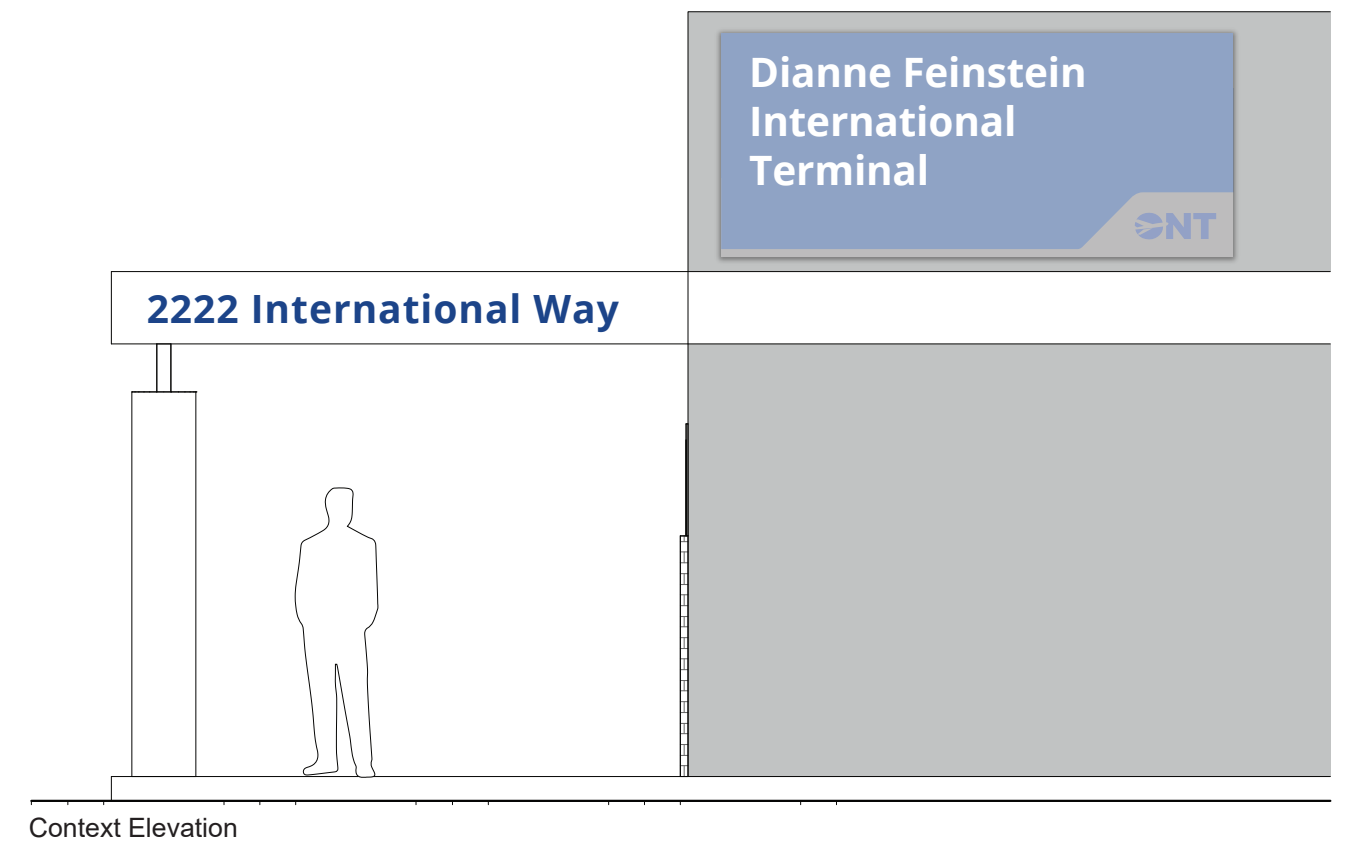 Dianne Feinstein
International
Terminal
ONT
2222 International Way
Context Elevation